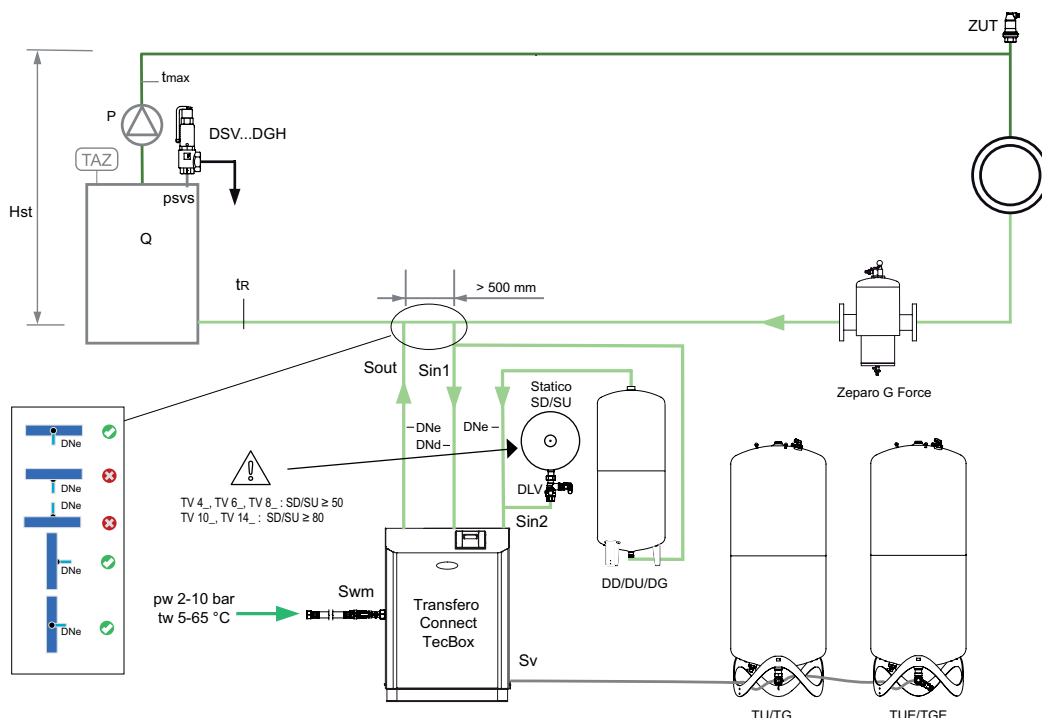 ZUT
tmax
P
DSV...DGH
TAZ
psvs
Hst
Q
tR
> 500 mm
Sout
Sin1
Zeparo G Force
Statico
SD/SU
DNe
DNd
DNe
DLV
Sin2
TV 4_, TV 6_, TV 8_ : SD/SU ≥ 50
TV 10_, TV 14_ : SD/SU ≥ 80
DNe
DNe
DNe
DNe
DNe
DD/DU/DG
pw 2-10 bar
tw 5-65 °C
Swm
Transfero
Connect
TecBox
Sv
TU/TG
TUE/TGE